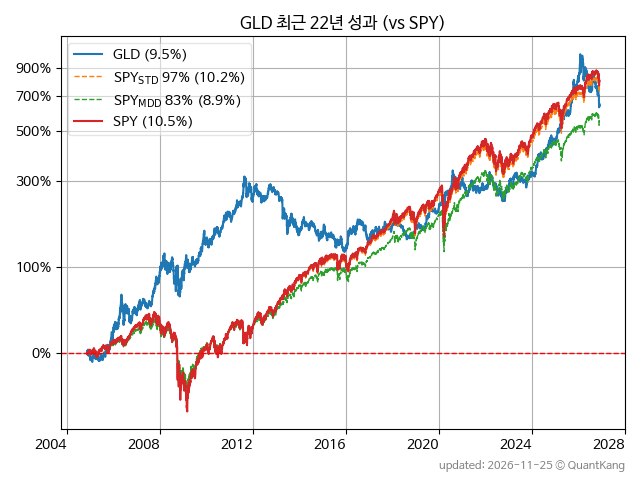 GLD 최근 22년 성과 (vs SPY)
GLD (9.5%)
SPY_STD 97% (10.2%)
SPY_MDD 83% (8.9%)
SPY (10.5%)
900%
700%
500%
300%
100%
0%
2004 2008 2012 2016 2020 2024 2028
updated: 2026-11-25 © QuantKang